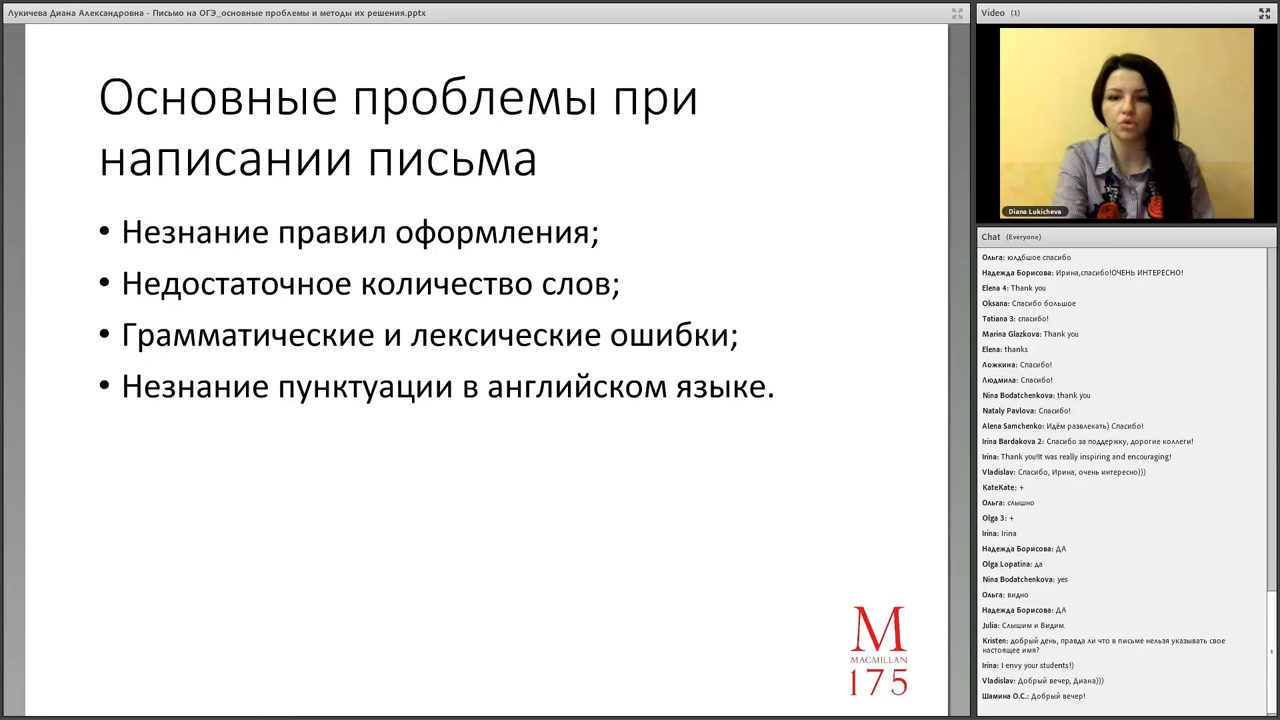 Лукичева Диана Александровна - Письмо на ОГЭ_основные проблемы и методы их решения.pptx
Основные проблемы при
написании письма
• Незнание правил оформления;
• Недостаточное количество слов;
• Грамматические и лексические ошибки;
• Незнание пунктуации в английском языке.
M
MACMILLAN
175
Video (1)
Diana Lukicheva
Chat (Everyone)
Ольга: юлдбшое спасибо
Надежда Борисова: Ирина,спасибо!ОЧЕНЬ ИНТЕРЕСНО!
Elena 4: Thank you
Oksana: Спасибо большое
Tatiana 3: спасибо!
Marina Glazkova: Thank you
Elena: thanks
Ложкина: Спасибо!
Людмила: Спасибо!
Nina Bodatchenkova: thank you
Nataly Pavlova: Спасибо!
Alena Samchenko: Идём развлекать) Спасибо!
Irina Bardakova 2: Спасибо за поддержку, дорогие коллеги!
Irina: Thank you!It was really inspiring and encouraging!
Vladislav: Спасибо, Ирина, очень интересно)))
KateKate: +
Ольга: слышно
Olga 3: +
Irina: Irina
Надежда Борисова: ДА
Olga Lopatina: да
Nina Bodatchenkova: yes
Ольга: видно
Надежда Борисова: ДА
Julia: Слышим и Видим.
Kristen: добрый день, правда ли что в письме нельзя указывать свое
настоящее имя?
Irina: I envy your students!)
Vladislav: Добрый вечер, Диана)))
Шамина О.С.: Добрый вечер!